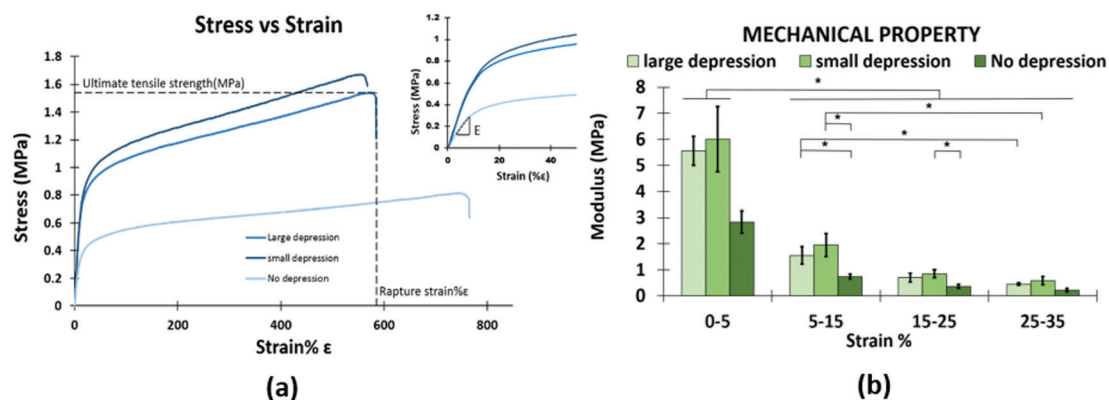 Stress vs Strain
Stress (MPa)
1.8
1.6
1.4
1.2
1
0.8
0.6
0.4
0.2
0.0
Ultimate tensile strength(MPa)
Large depression
small depression
No depression
Rapture strain%ε
0 200 400 600 800
Strain% ε
Stress (MPa)
1.2
1
0.8
0.6
0.4
0.2
0
E
0 20 40
Strain (%ε)
(a)
MECHANICAL PROPERTY
large depression small depression No depression
Modulus (MPa)
8
7
6
5
4
3
2
1
0
*
*
*
*
*
*
0-5 5-15 15-25 25-35
Strain %
(b)